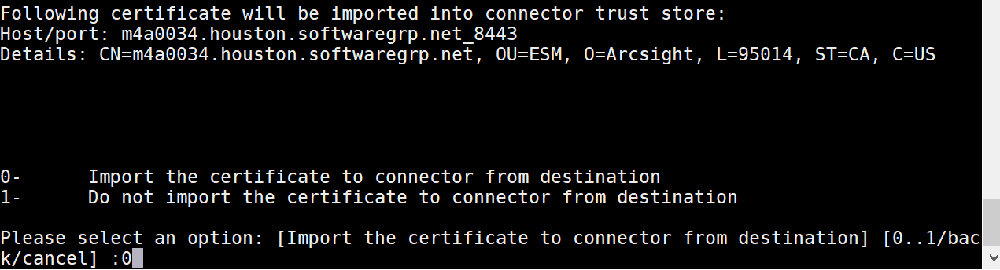 Following certificate will be imported into connector trust store:
Host/port: m4a0034.houston.softwaregrp.net_8443
Details: CN=m4a0034.houston.softwaregrp.net, OU=ESM, O=Arcsight, L=95014, ST=CA, C=US
0-      Import the certificate to connector from destination
1-      Do not import the certificate to connector from destination
Please select an option: [Import the certificate to connector from destination] [0..1/bac
k/cancel] :0